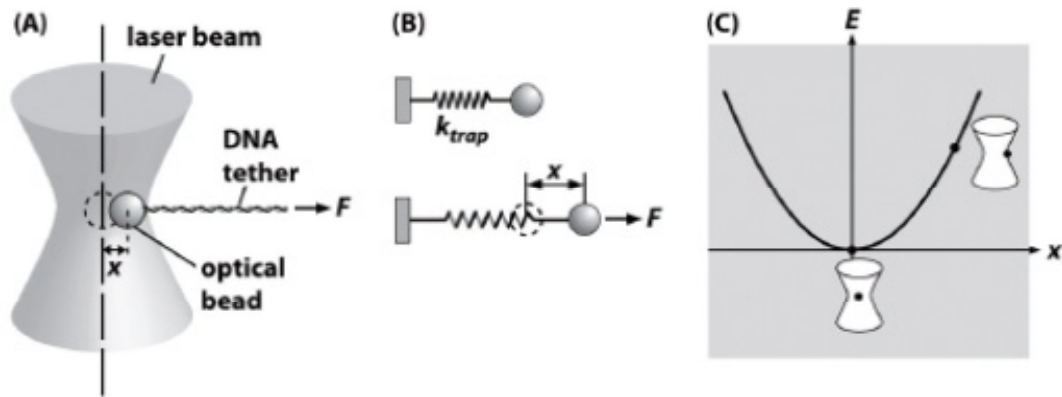 (A)
laser beam
DNA
tether
F
x
optical
bead
(B)
k_trap
x
F
(C)
E
x